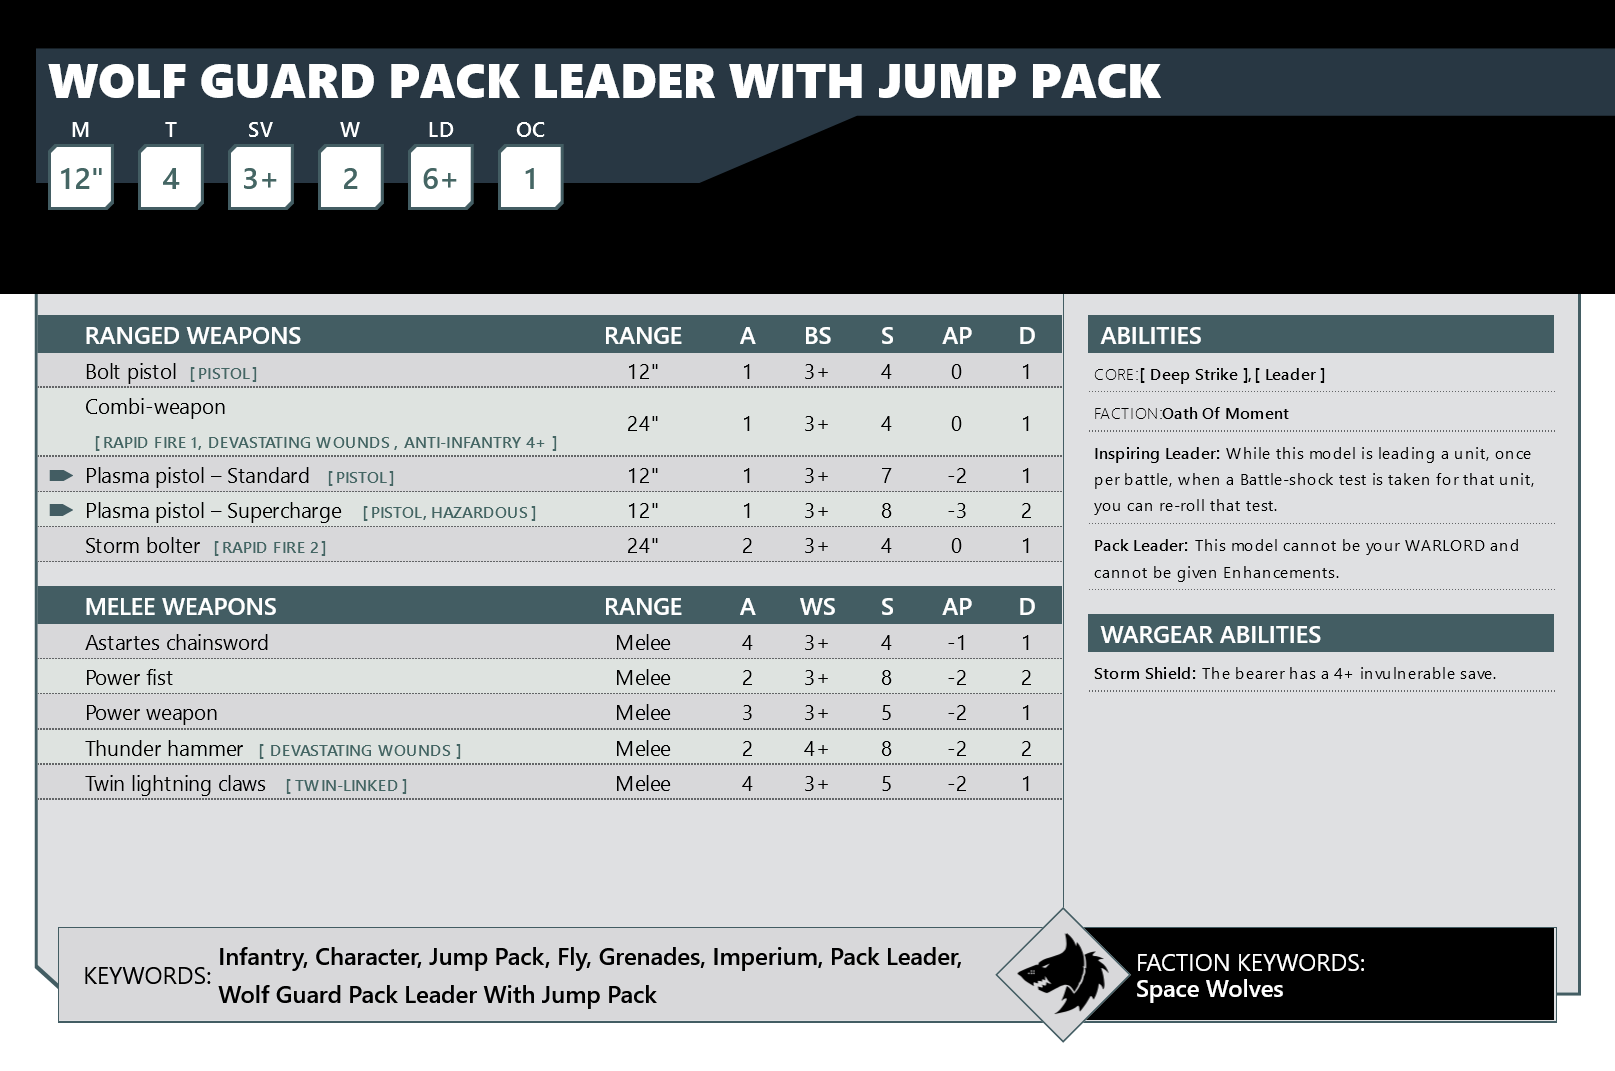 WOLF GUARD PACK LEADER WITH JUMP PACK
M T SV W LD OC
12" 4 3+ 2 6+ 1
RANGED WEAPONS RANGE A BS S AP D
Bolt pistol [PISTOL] 12" 1 3+ 4 0 1
Combi-weapon
[RAPID FIRE 1, DEVASTATING WOUNDS, ANTI-INFANTRY 4+] 24" 1 3+ 4 0 1
Plasma pistol – Standard [PISTOL] 12" 1 3+ 7 -2 1
Plasma pistol – Supercharge [PISTOL, HAZARDOUS] 12" 1 3+ 8 -3 2
Storm bolter [RAPID FIRE 2] 24" 2 3+ 4 0 1
MELEE WEAPONS RANGE A WS S AP D
Astartes chainsword Melee 4 3+ 4 -1 1
Power fist Melee 2 3+ 8 -2 2
Power weapon Melee 3 3+ 5 -2 1
Thunder hammer [DEVASTATING WOUNDS] Melee 2 4+ 8 -2 2
Twin lightning claws [TWIN-LINKED] Melee 4 3+ 5 -2 1
ABILITIES
CORE:[ Deep Strike ],[ Leader ]
FACTION:Oath Of Moment
Inspiring Leader: While this model is leading a unit, once
per battle, when a Battle-shock test is taken for that unit,
you can re-roll that test.
Pack Leader: This model cannot be your WARLORD and
cannot be given Enhancements.
WARGEAR ABILITIES
Storm Shield: The bearer has a 4+ invulnerable save.
KEYWORDS: Infantry, Character, Jump Pack, Fly, Grenades, Imperium, Pack Leader,
Wolf Guard Pack Leader With Jump Pack
FACTION KEYWORDS:
Space Wolves